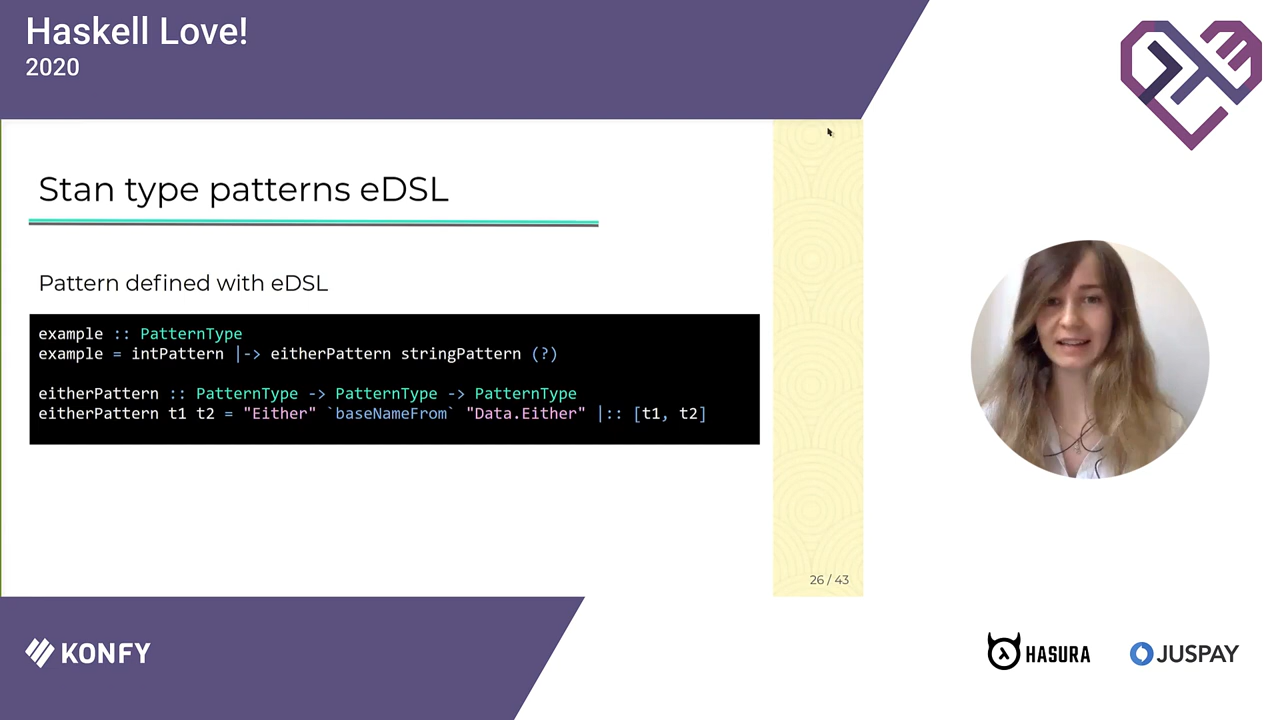 Haskell Love!
2020
Stan type patterns eDSL
Pattern defined with eDSL
example :: PatternType
example = intPattern |-> eitherPattern stringPattern (?)
eitherPattern :: PatternType -> PatternType -> PatternType
eitherPattern t1 t2 = "Either" `baseNameFrom` "Data.Either" |:: [t1, t2]
26 / 43
KONFY
HASURA
JUSPAY